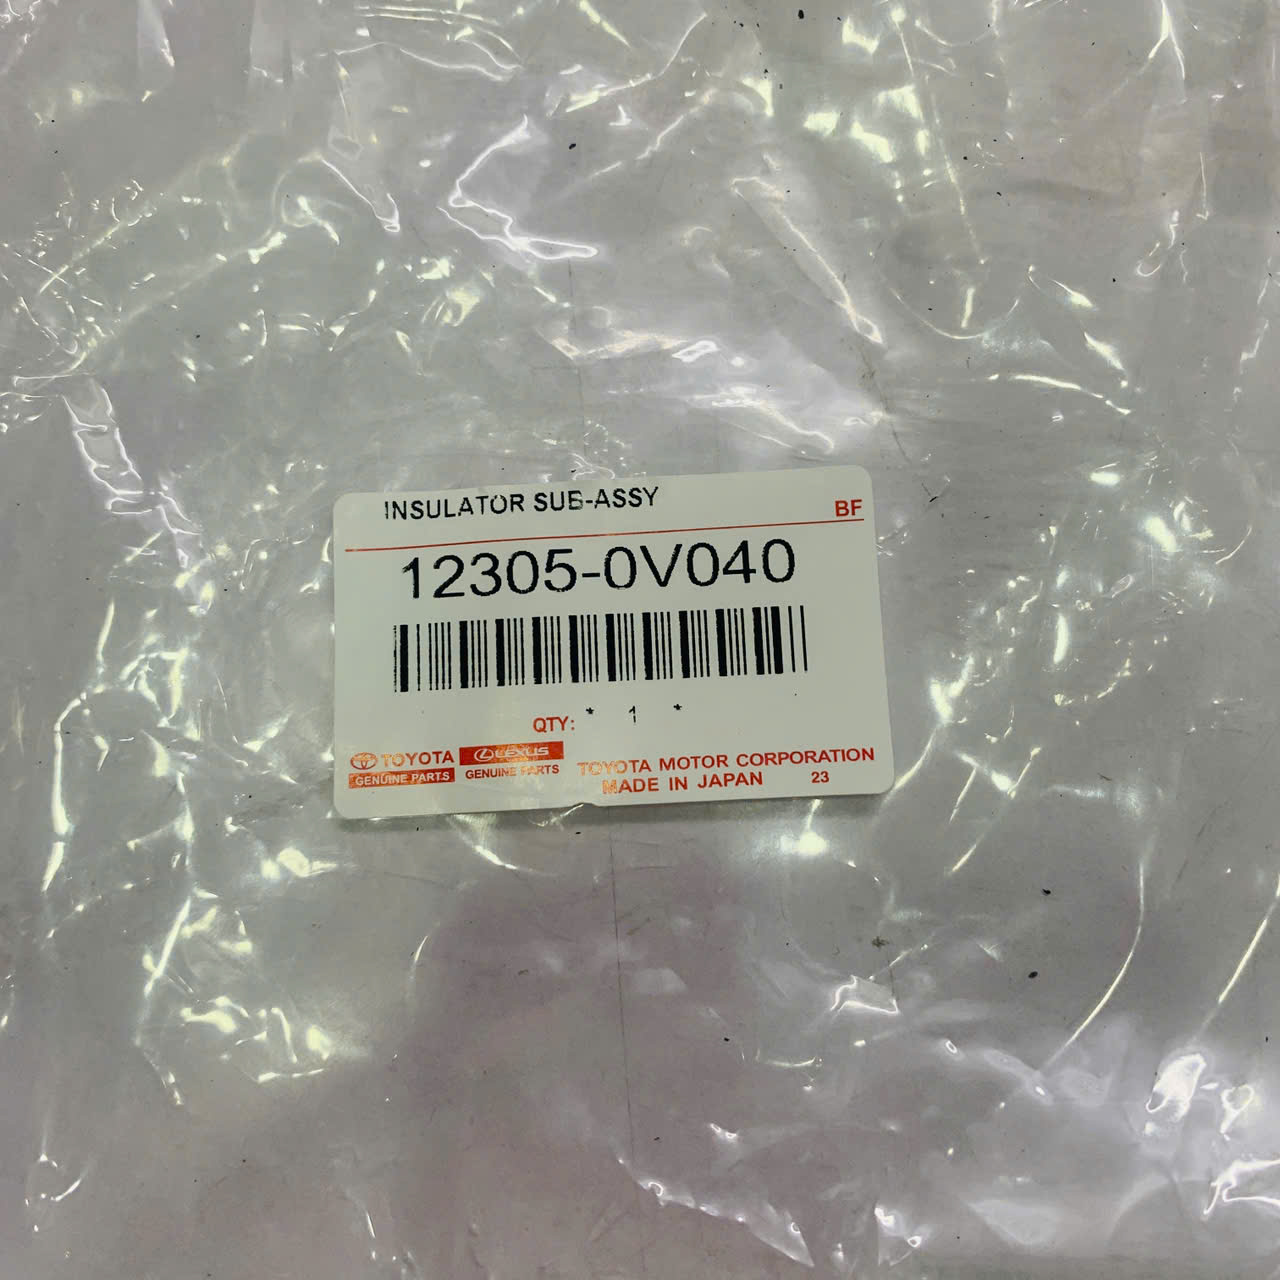 INSULATOR SUB-ASSY
BF
12305-0V040
QTY: * 1 *
TOYOTA
GENUINE PARTS
LEXUS
GENUINE PARTS
TOYOTA MOTOR CORPORATION
MADE IN JAPAN 23